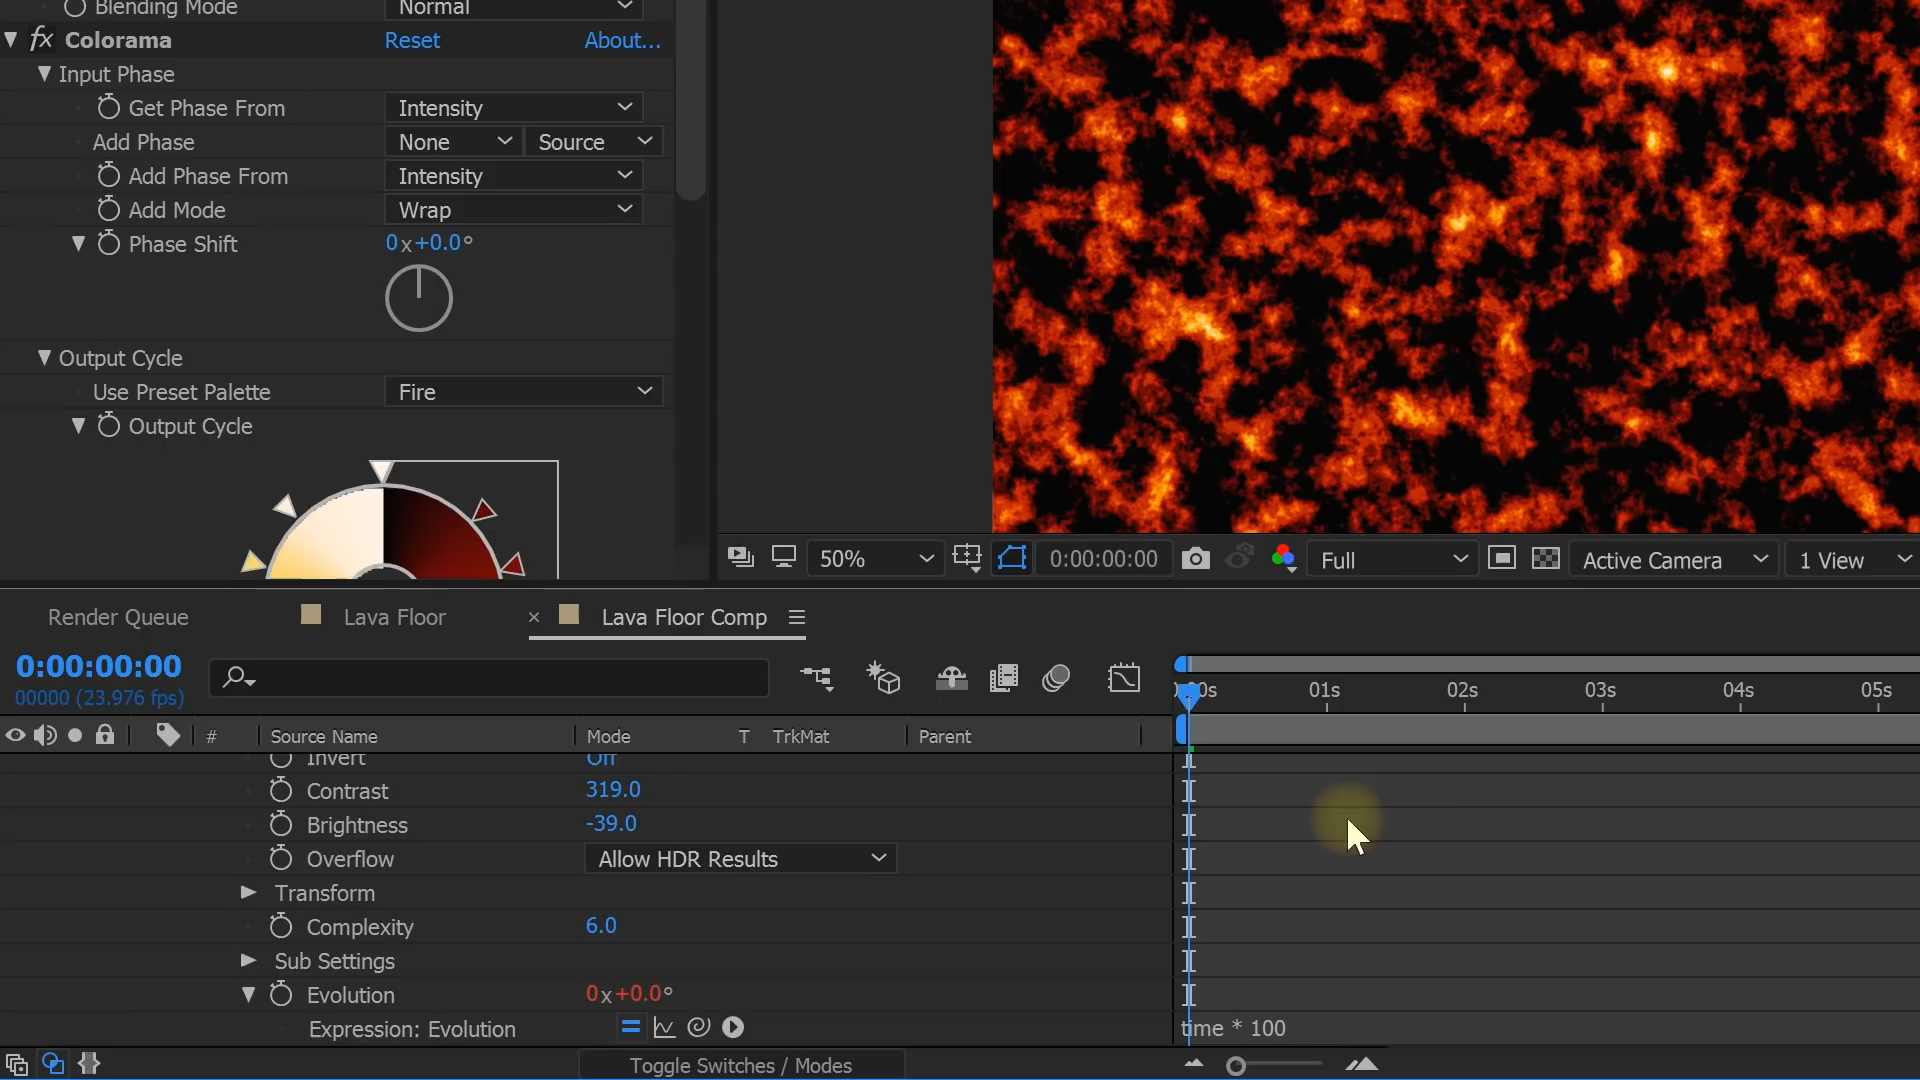 Blending Mode Normal
fx Colorama Reset About...
Input Phase
Get Phase From Intensity
Add Phase None Source
Add Phase From Intensity
Add Mode Wrap
Phase Shift 0x+0.0°
Output Cycle
Use Preset Palette Fire
Output Cycle
50% 0:00:00:00 Full Active Camera 1 View
Render Queue Lava Floor × Lava Floor Comp
0:00:00:00
00000 (23.976 fps)
01s 02s 03s 04s 05s
# Source Name Mode T TrkMat Parent
Invert Off
Contrast 319.0
Brightness -39.0
Overflow Allow HDR Results
Transform
Complexity 6.0
Sub Settings
Evolution 0x+0.0°
Expression: Evolution time * 100
Toggle Switches / Modes